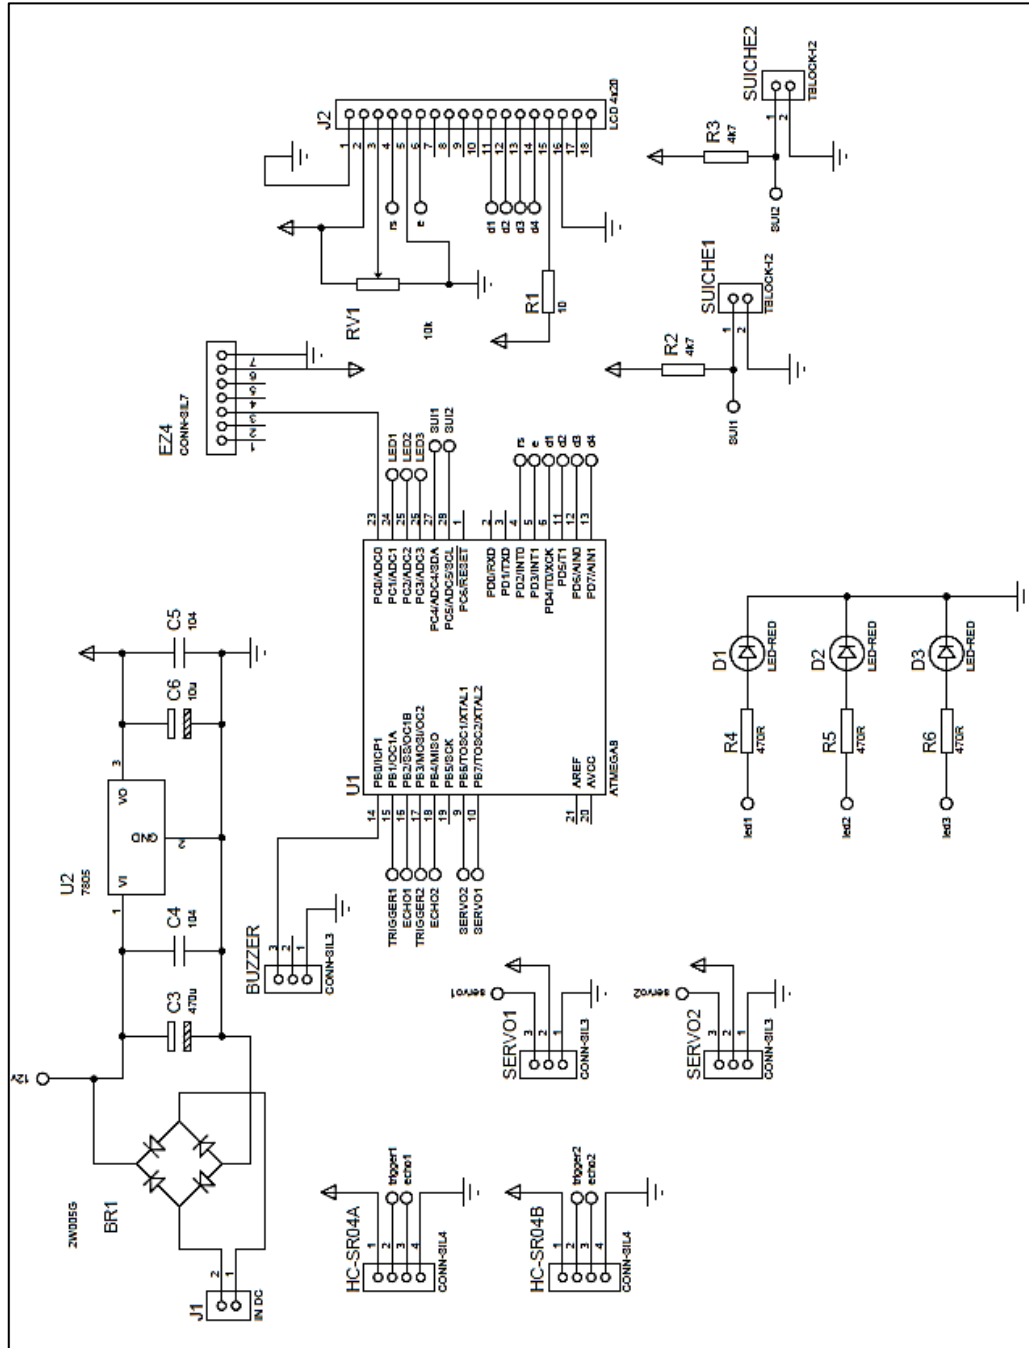 J1
IN DC
2
1
BR1
2W005G
12v
C3
470u
C4
104
U2
7805
1
VI
VO
3
GND
2
C6
10u
C5
104
HC-SR04A
CONN-SIL4
1
2
3
4
trigger1
echo1
HC-SR04B
CONN-SIL4
1
2
3
4
trigger2
echo2
BUZZER
CONN-SIL3
3
2
1
SERVO1
CONN-SIL3
3
2
1
servo1
SERVO2
CONN-SIL3
3
2
1
servo2
U1
ATMEGA8
TRIGGER1
ECHO1
TRIGGER2
ECHO2
SERVO2
SERVO1
14
15
16
17
18
19
9
10
21
20
PB0/ICP1
PB1/OC1A
PB2/SS/OC1B
PB3/MOSI/OC2
PB4/MISO
PB5/SCK
PB6/TOSC1/XTAL1
PB7/TOSC2/XTAL2
AREF
AVCC
PC0/ADC0
PC1/ADC1
PC2/ADC2
PC3/ADC3
PC4/ADC4/SDA
PC5/ADC5/SCL
PC6/RESET
PD0/RXD
PD1/TXD
PD2/INT0
PD3/INT1
PD4/T0/XCK
PD5/T1
PD6/AIN0
PD7/AIN1
23
24
25
26
27
28
1
2
3
4
5
6
11
12
13
LED1
LED2
LED3
SUI1
SUI2
rs
e
d1
d2
d3
d4
EZ4
CONN-SIL7
1
2
3
4
5
6
7
RV1
10k
J2
LCD 4x20
1
2
3
4
5
6
7
8
9
10
11
12
13
14
15
16
17
18
rs
e
d1
d2
d3
d4
R1
10
led1
R4
470R
D1
LED-RED
led2
R5
470R
D2
LED-RED
led3
R6
470R
D3
LED-RED
SUI1
R2
4k7
SUICHE1
TBLOCK-I2
1
2
SUI2
R3
4k7
SUICHE2
TBLOCK-I2
1
2